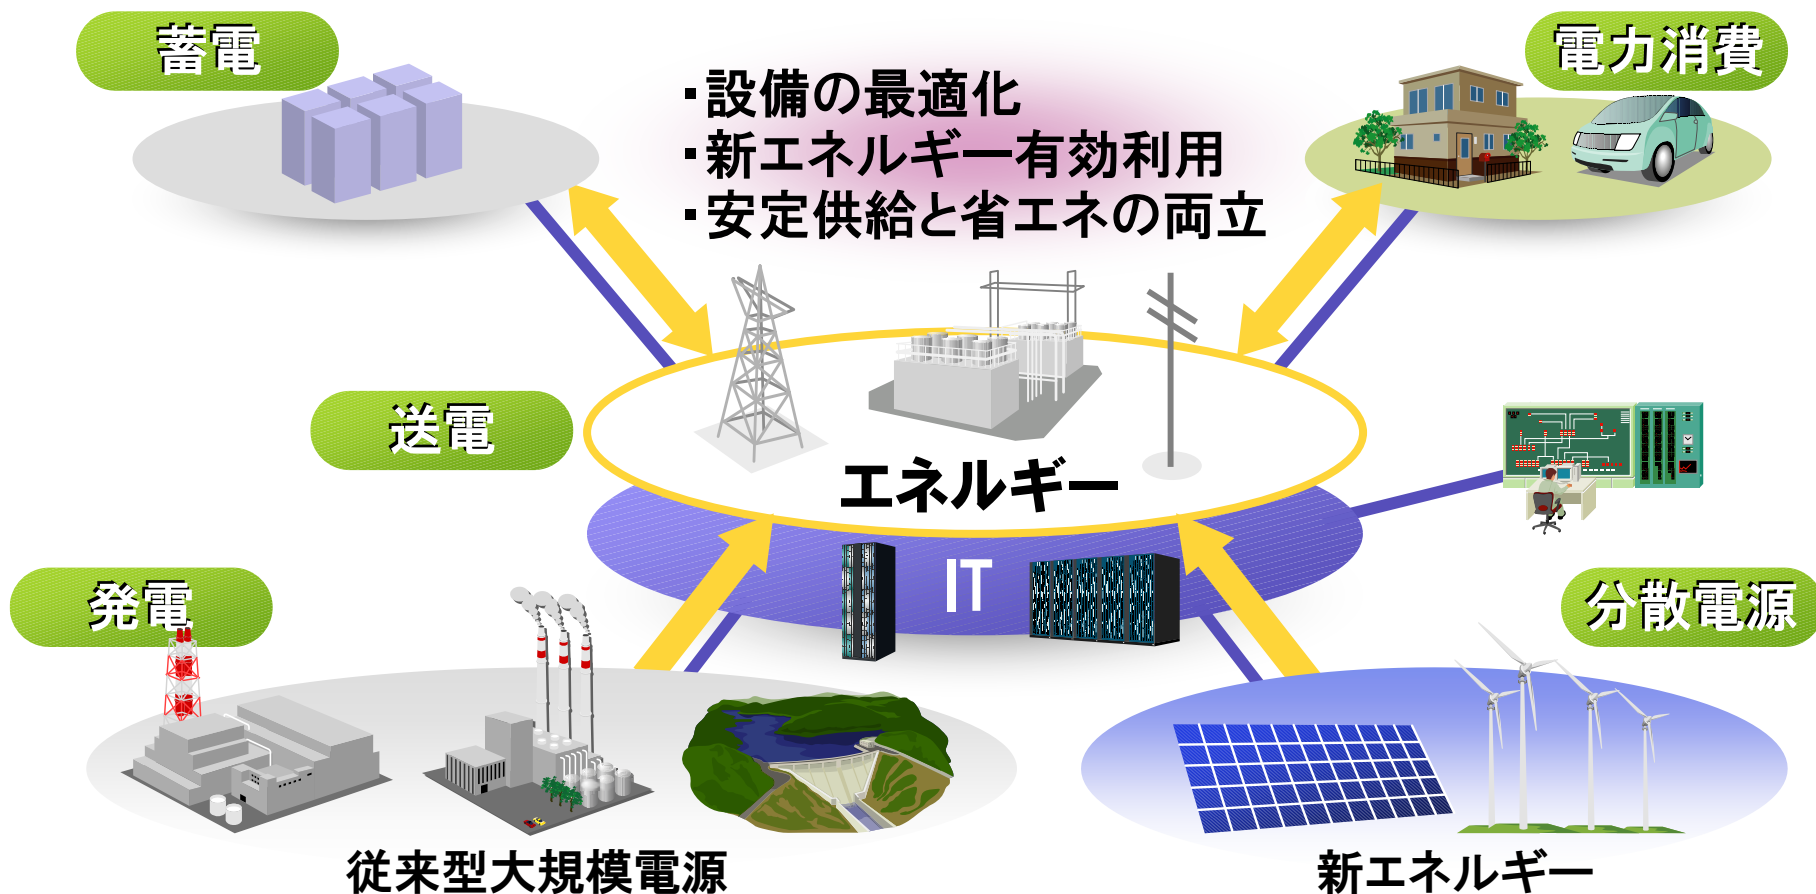 蓄電
電力消費
・設備の最適化
・新エネルギー有効利用
・安定供給と省エネの両立
送電
エネルギー
IT
発電
分散電源
従来型大規模電源
新エネルギー